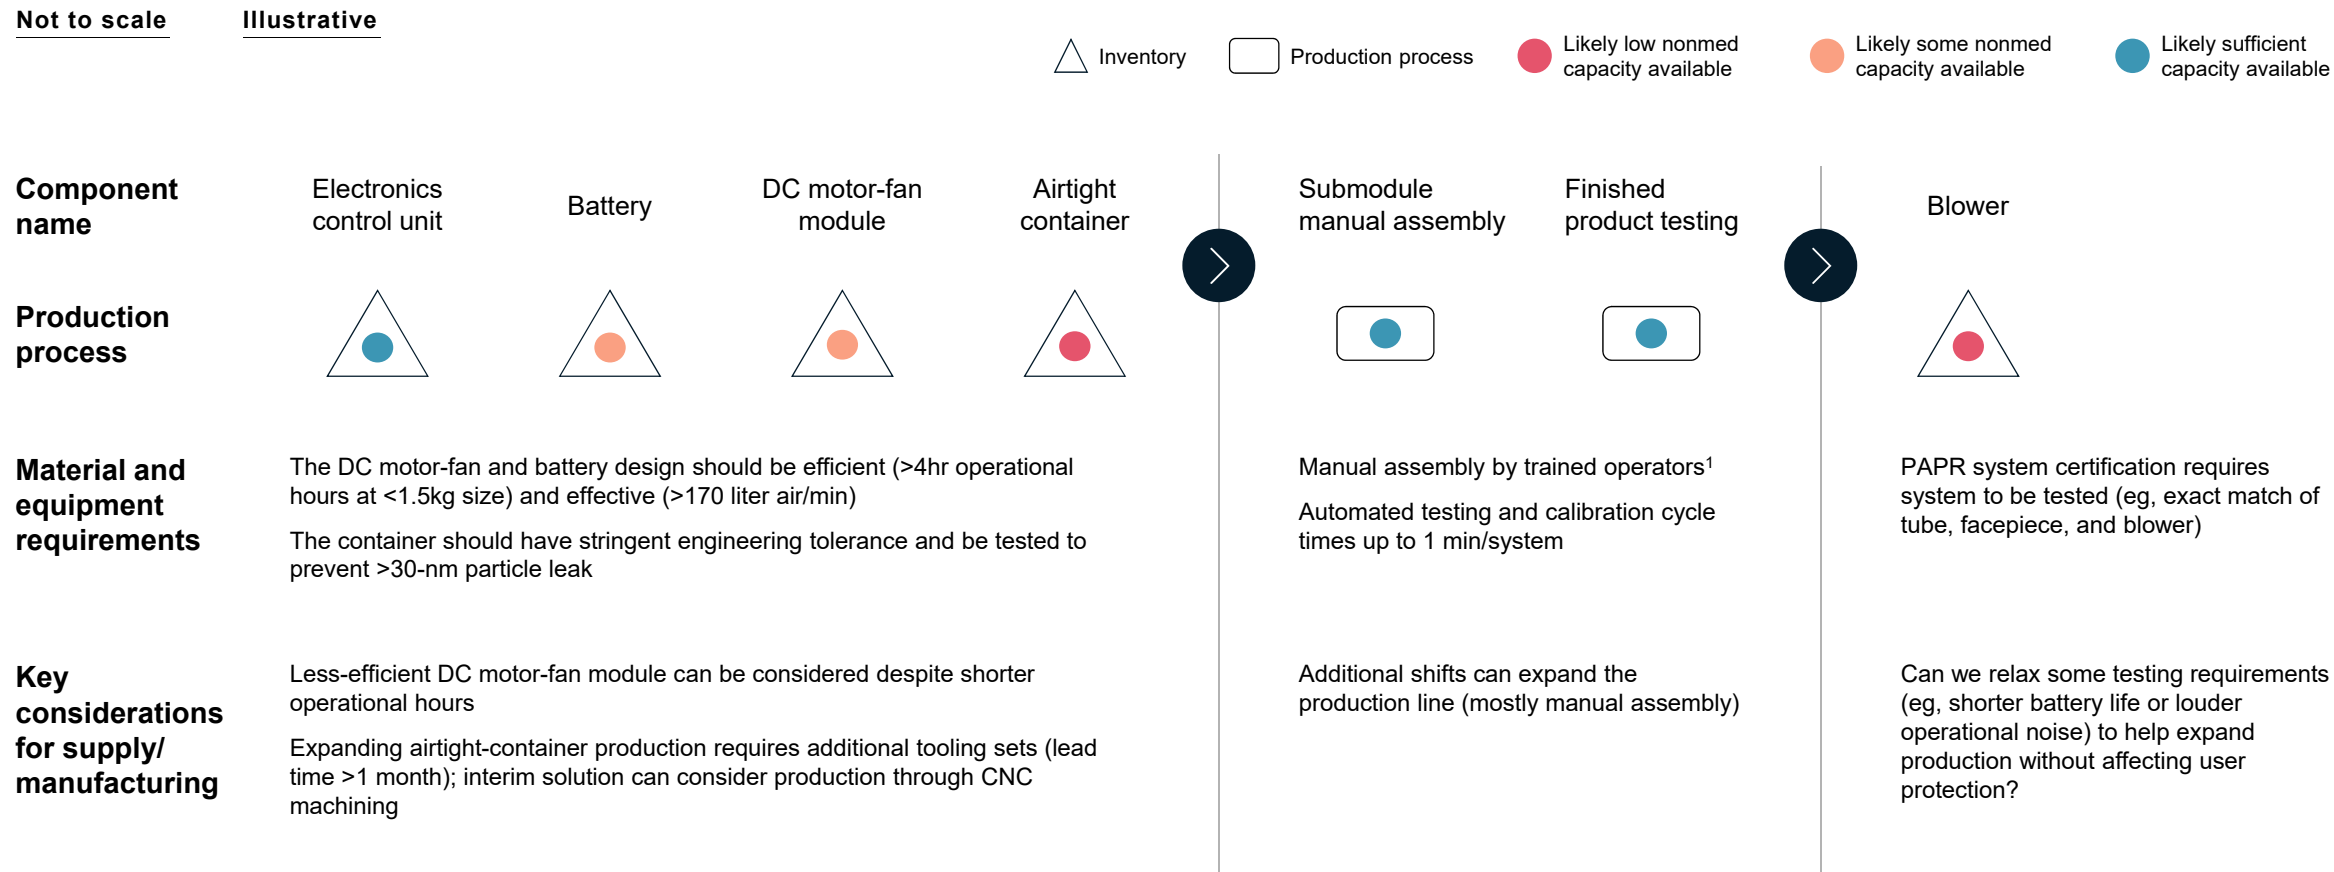 Not to scale
Illustrative
Inventory
Production process
Likely low nonmed
capacity available
Likely some nonmed
capacity available
Likely sufficient
capacity available
Component
name
Electronics
control unit
Battery
DC motor-fan
module
Airtight
container
Submodule
manual assembly
Finished
product testing
Blower
Production
process
Material and
equipment
requirements
The DC motor-fan and battery design should be efficient (>4hr operational
hours at <1.5kg size) and effective (>170 liter air/min)
The container should have stringent engineering tolerance and be tested to
prevent >30-nm particle leak
Manual assembly by trained operators¹
Automated testing and calibration cycle
times up to 1 min/system
PAPR system certification requires
system to be tested (eg, exact match of
tube, facepiece, and blower)
Key
considerations
for supply/
manufacturing
Less-efficient DC motor-fan module can be considered despite shorter
operational hours
Expanding airtight-container production requires additional tooling sets (lead
time >1 month); interim solution can consider production through CNC
machining
Additional shifts can expand the
production line (mostly manual assembly)
Can we relax some testing requirements
(eg, shorter battery life or louder
operational noise) to help expand
production without affecting user
protection?